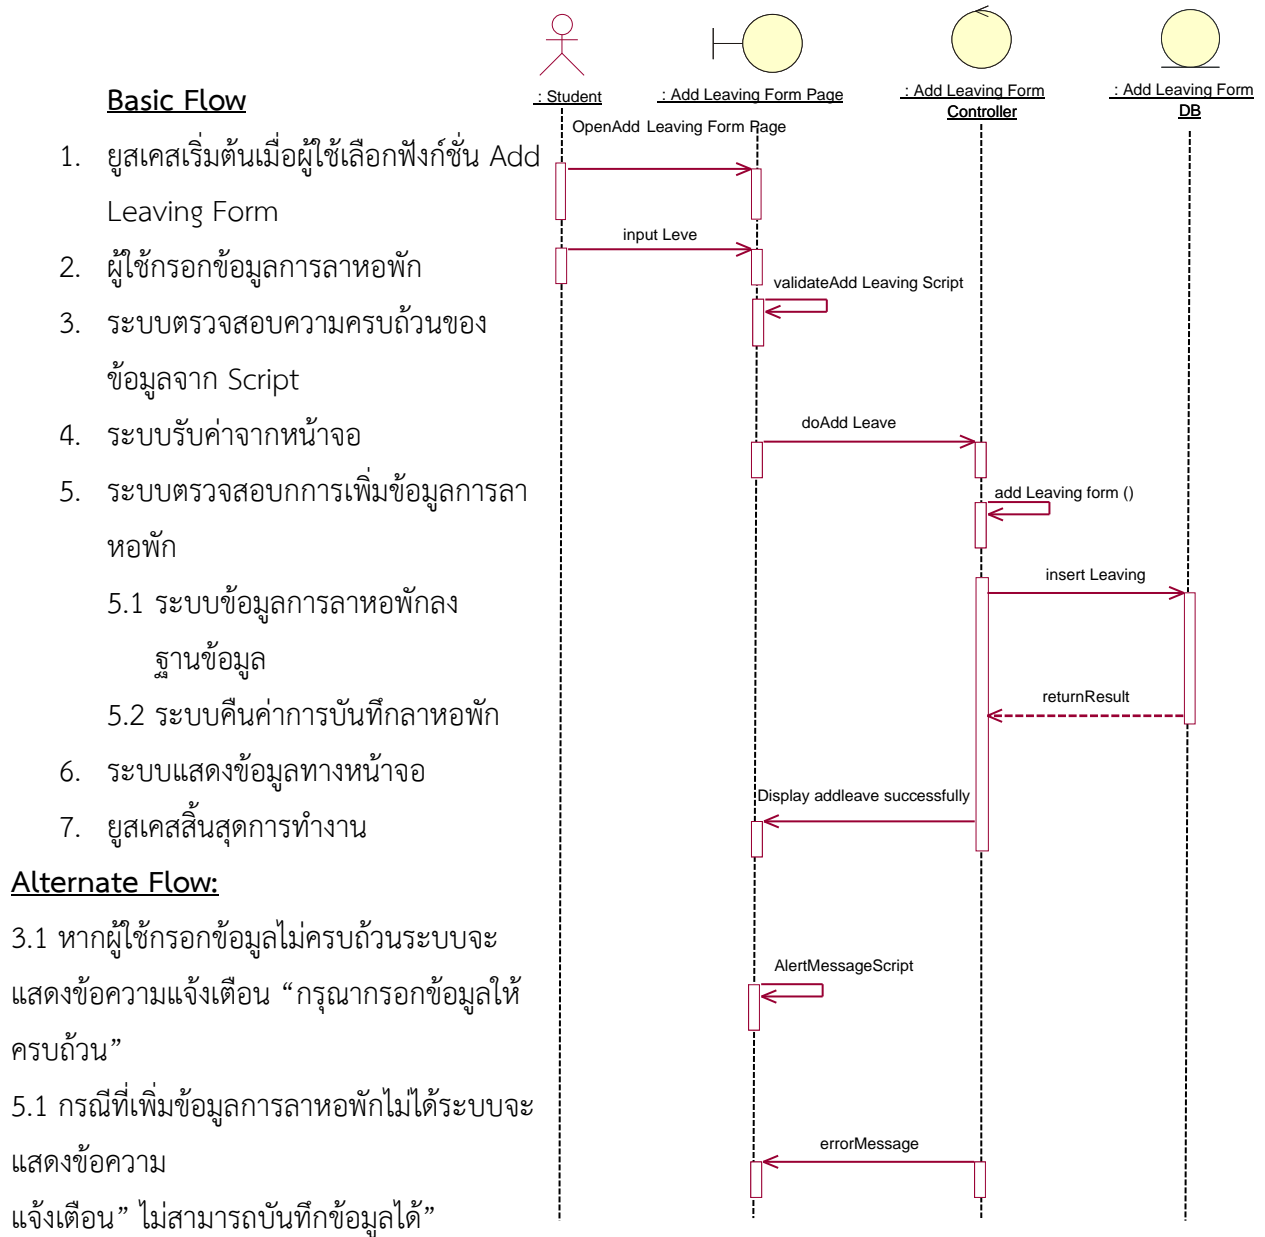 Basic Flow
1. ยูสเคสเริ่มต้นเมื่อผู้ใช้เลือกฟังก์ชั่น Add
Leaving Form
2. ผู้ใช้กรอกข้อมูลการลาหอพัก
3. ระบบตรวจสอบความครบถ้วนของ
ข้อมูลจาก Script
4. ระบบรับค่าจากหน้าจอ
5. ระบบตรวจสอบกการเพิ่มข้อมูลการลา
หอพัก
5.1 ระบบข้อมูลการลาหอพักลง
ฐานข้อมูล
5.2 ระบบคืนค่าการบันทึกลาหอพัก
6. ระบบแสดงข้อมูลทางหน้าจอ
7. ยูสเคสสิ้นสุดการทำงาน
Alternate Flow:
3.1 หากผู้ใช้กรอกข้อมูลไม่ครบถ้วนระบบจะ
แสดงข้อความแจ้งเตือน “กรุณากรอกข้อมูลให้
ครบถ้วน”
5.1 กรณีที่เพิ่มข้อมูลการลาหอพักไม่ได้ระบบจะ
แสดงข้อความ
แจ้งเตือน” ไม่สามารถบันทึกข้อมูลได้”
: Student
: Add Leaving Form Page
: Add Leaving Form
Controller
: Add Leaving Form
DB
OpenAdd Leaving Form Page
input Leve
validateAdd Leaving Script
doAdd Leave
add Leaving form ()
insert Leaving
returnResult
Display addleave successfully
AlertMessageScript
errorMessage